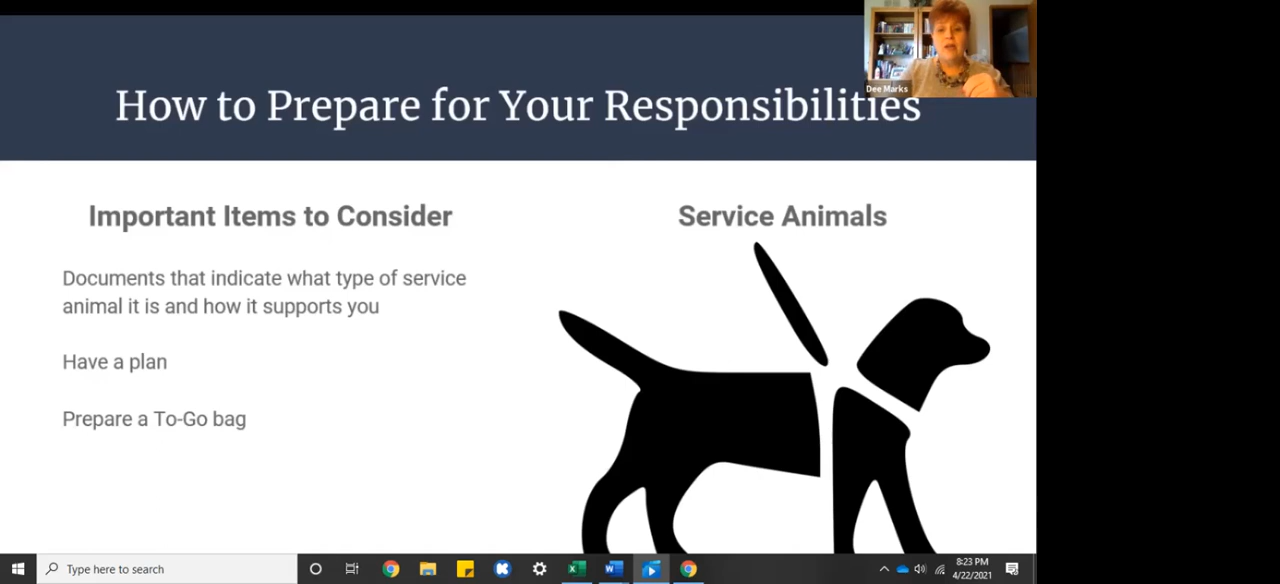 Dee Marks
How to Prepare for Your Responsibilities
Important Items to Consider
Documents that indicate what type of service
animal it is and how it supports you
Have a plan
Prepare a To-Go bag
Service Animals
Type here to search
8:23 PM
4/22/2021